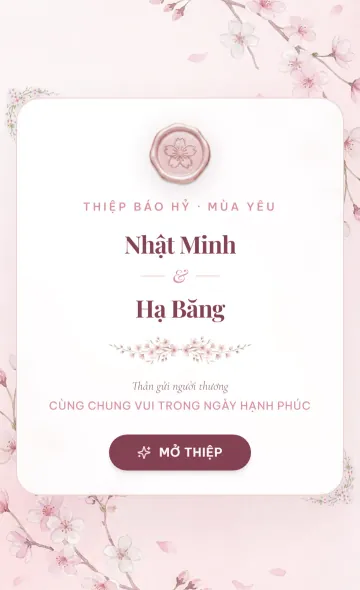 THIỆP BÁO HỶ · MÙA YÊU
Nhật Minh
&
Hạ Băng
Thân gửi người thương
CÙNG CHUNG VUI TRONG NGÀY HẠNH PHÚC
MỞ THIỆP